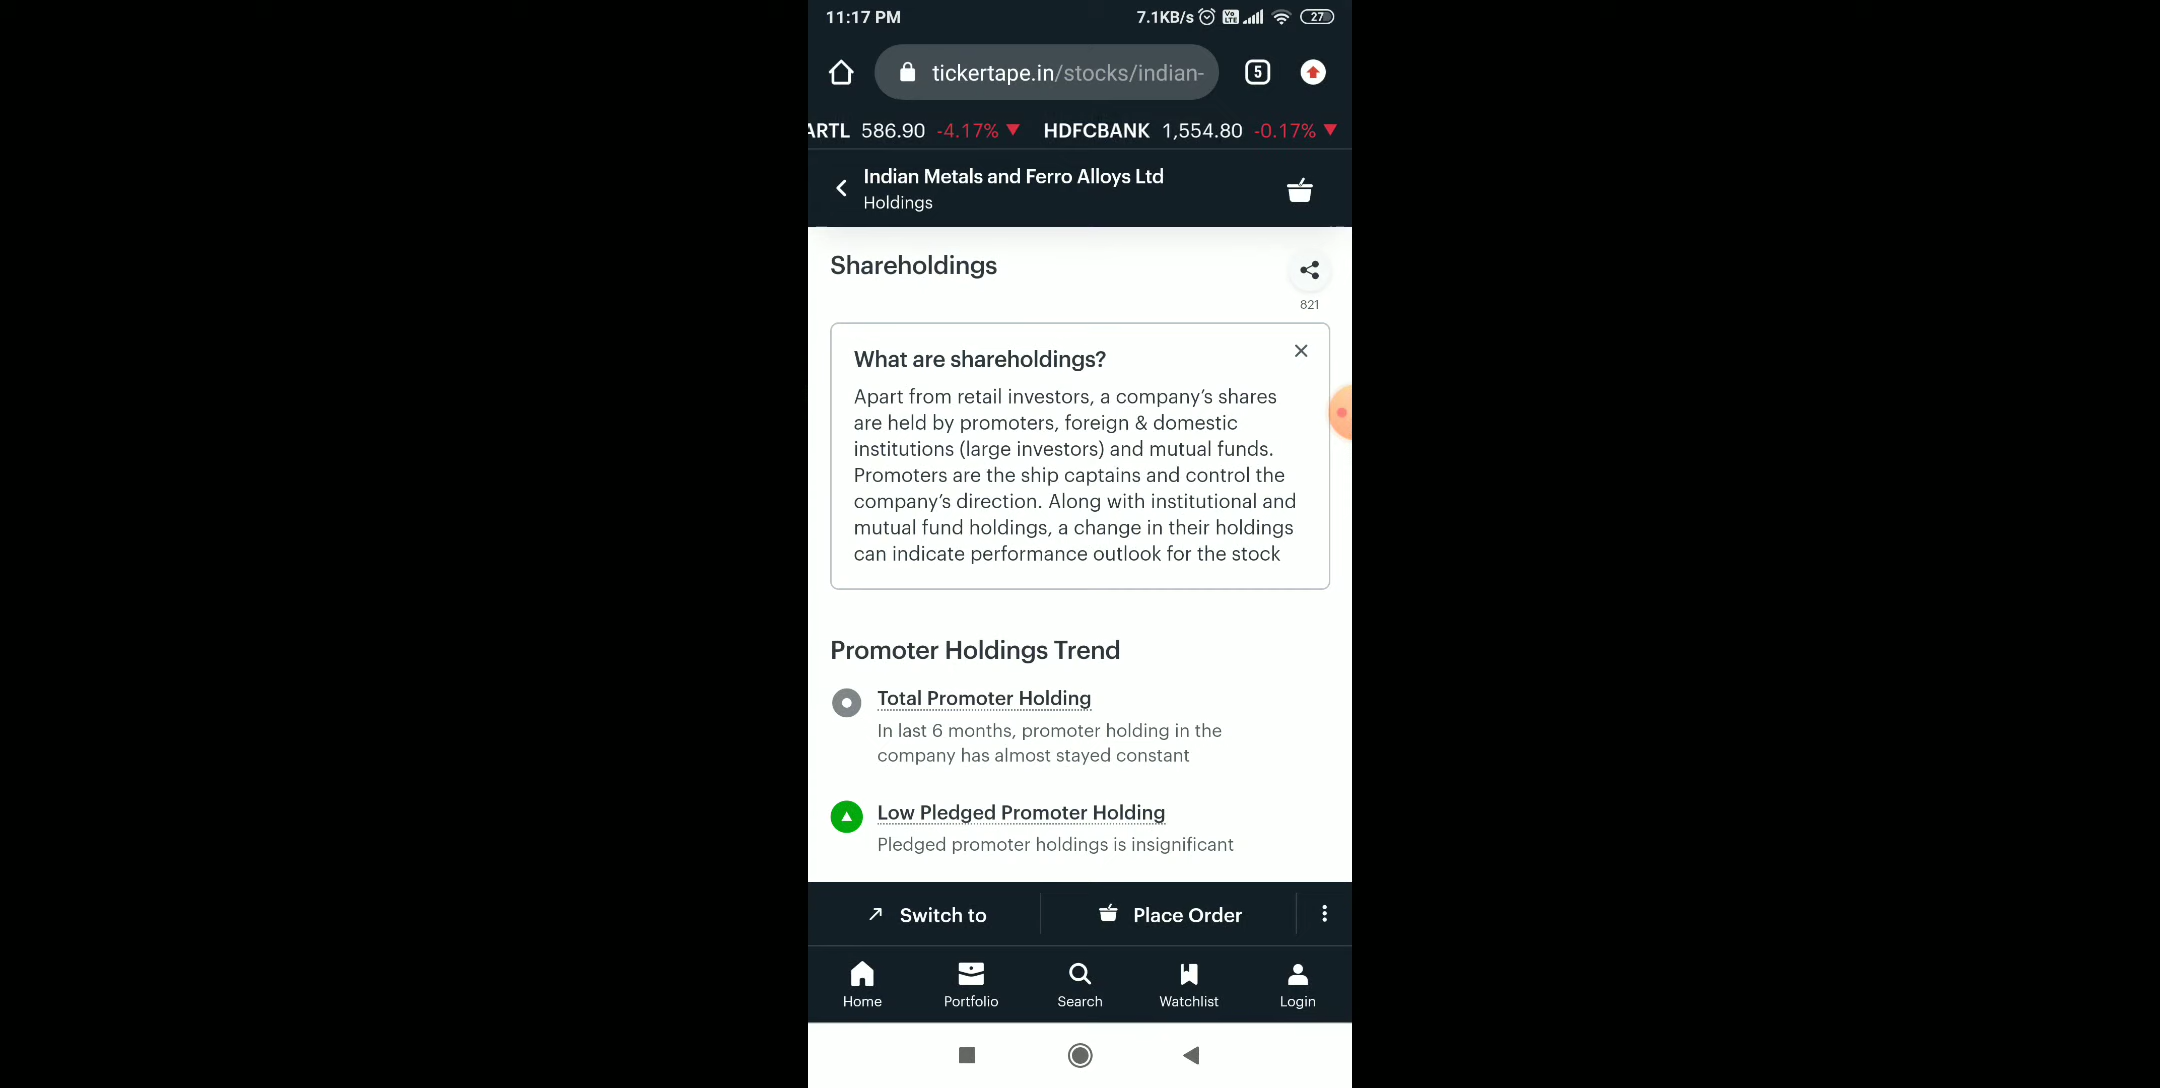 11:17 PM
7.1KB/s
Vo
LTE
27
tickertape.in/stocks/indian-
5
ARTL 586.90 -4.17% ▼ HDFCBANK 1,554.80 -0.17% ▼
Indian Metals and Ferro Alloys Ltd
Holdings
Shareholdings
821
What are shareholdings?
Apart from retail investors, a company’s shares
are held by promoters, foreign & domestic
institutions (large investors) and mutual funds.
Promoters are the ship captains and control the
company’s direction. Along with institutional and
mutual fund holdings, a change in their holdings
can indicate performance outlook for the stock
Promoter Holdings Trend
Total Promoter Holding
In last 6 months, promoter holding in the
company has almost stayed constant
Low Pledged Promoter Holding
Pledged promoter holdings is insignificant
Switch to
Place Order
Home
Portfolio
Search
Watchlist
Login